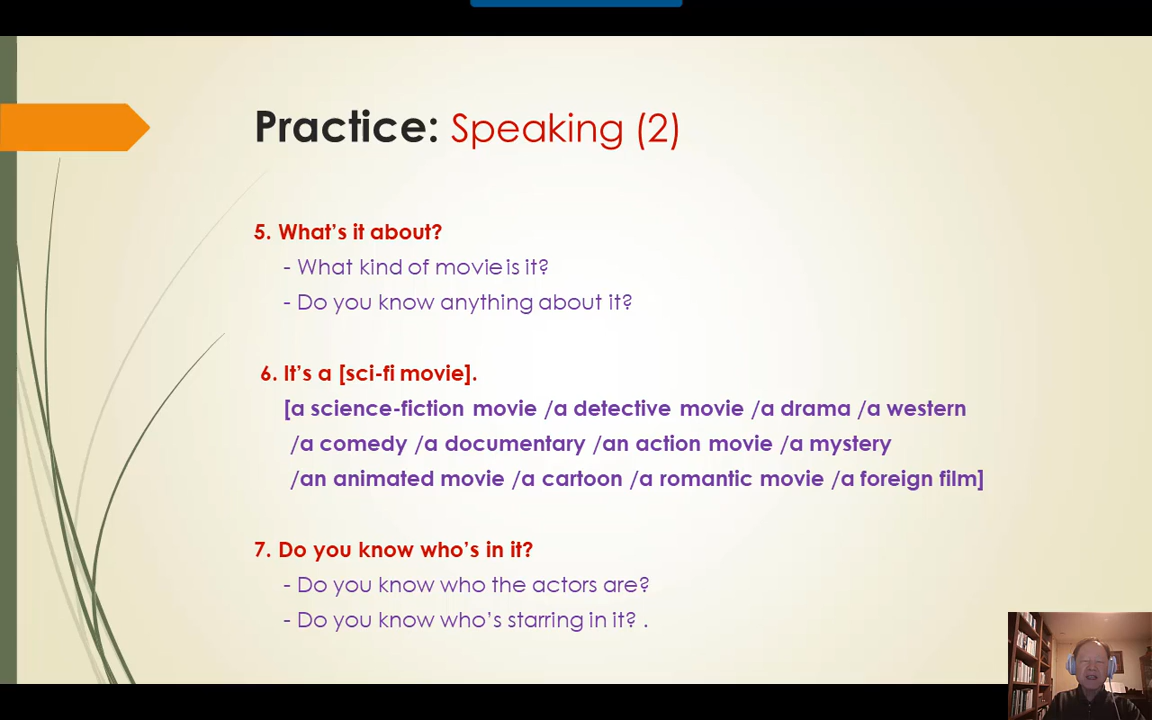 Practice: Speaking (2)
5. What's it about?
- What kind of movie is it?
- Do you know anything about it?
6. It's a [sci-fi movie].
[a science-fiction movie /a detective movie /a drama /a western
/a comedy /a documentary /an action movie /a mystery
/an animated movie /a cartoon /a romantic movie /a foreign film]
7. Do you know who's in it?
- Do you know who the actors are?
- Do you know who's starring in it? .